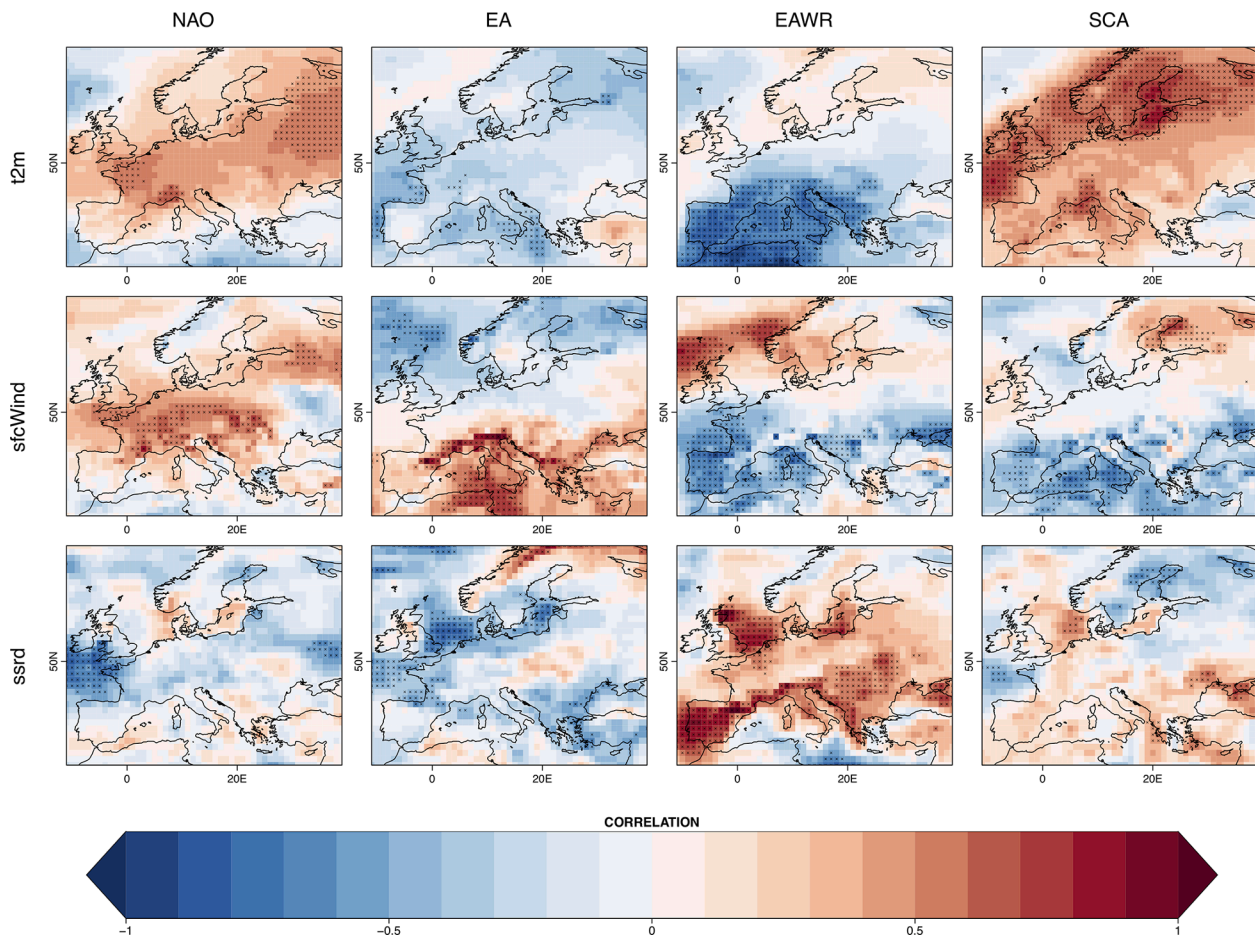 NAO EA EAWR SCA
t2m 50N 50N 50N 50N
0 20E 0 20E 0 20E 0 20E
sfcWind 50N 50N 50N 50N
0 20E 0 20E 0 20E 0 20E
ssrd 50N 50N 50N 50N
0 20E 0 20E 0 20E 0 20E
CORRELATION
−1 −0.5 0 0.5 1